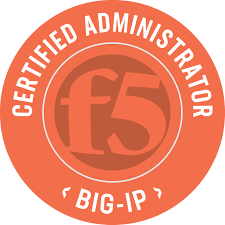 CERTIFIED ADMINISTRATOR
f5
‹ BIG-IP ›